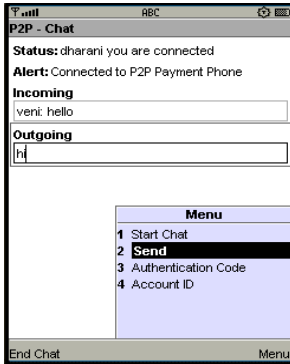 ABC
P2P - Chat
Status: dharani you are connected
Alert: Connected to P2P Payment Phone
Incoming
veni: hello
Outgoing
hi
Menu
1 Start Chat
2 Send
3 Authentication Code
4 Account ID
End Chat Menu